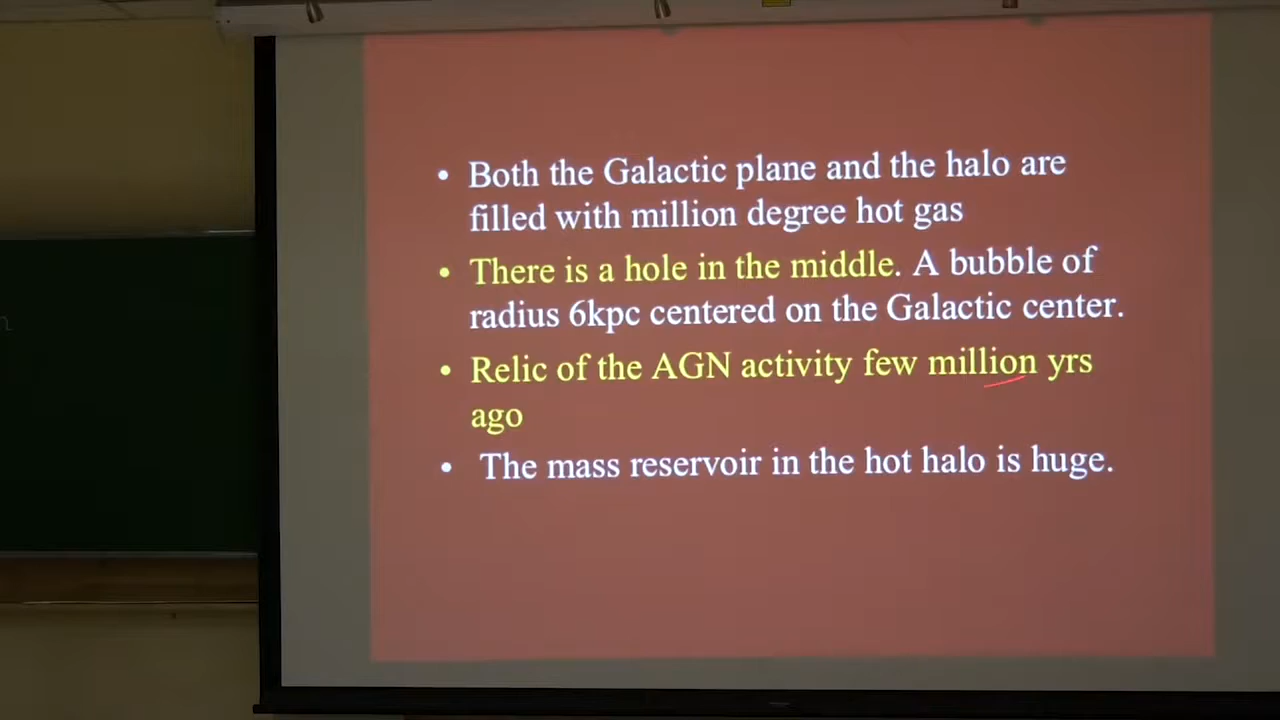 • Both the Galactic plane and the halo are
filled with million degree hot gas
• There is a hole in the middle. A bubble of
radius 6kpc centered on the Galactic center.
• Relic of the AGN activity few million yrs
ago
• The mass reservoir in the hot halo is huge.